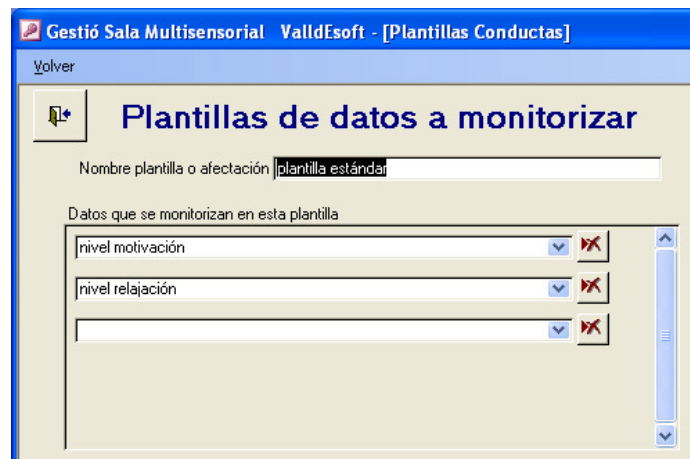 Gestió Sala Multisensorial ValldEsoft - [Plantillas Conductas]
Volver
Plantillas de datos a monitorizar
Nombre plantilla o afectación plantilla estándar
Datos que se monitorizan en esta plantilla
nivel motivación
nivel relajación